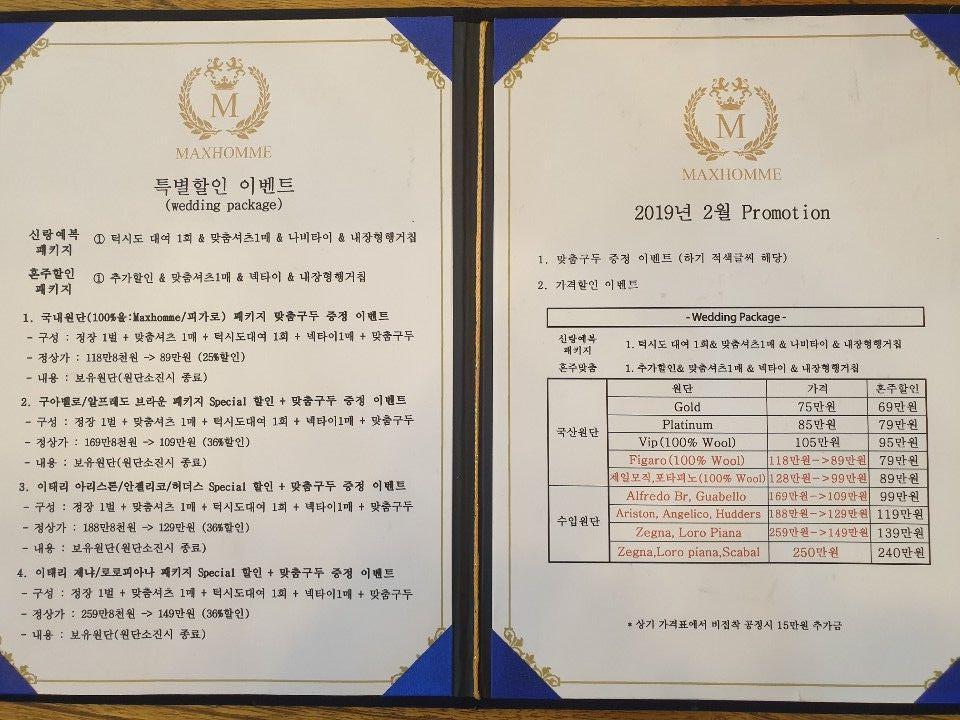 M
MAXHOMME
특별할인 이벤트
(wedding package)
신랑예복
패키지
① 턱시도 대여 1회 & 맞춤셔츠1매 & 나비타이 & 내장형행거칩
혼주할인
패키지
① 추가할인 & 맞춤셔츠1매 & 넥타이 & 내장형행거칩
1. 국내원단(100%울:Maxhomme/피가로) 패키지 맞춤구두 증정 이벤트
- 구성 : 정장 1벌 + 맞춤셔츠 1매 + 턱시도대여 1회 + 넥타이1매 + 맞춤구두
- 정상가 : 118만8천원 -> 89만원 (25%할인)
- 내용 : 보유원단(원단소진시 종료)
2. 구아벨로/알프레도 브라운 패키지 Special 할인 + 맞춤구두 증정 이벤트
- 구성 : 정장 1벌 + 맞춤셔츠 1매 + 턱시도대여 1회 + 넥타이1매 + 맞춤구두
- 정상가 : 169만8천원 -> 109만원 (36%할인)
- 내용 : 보유원단(원단소진시 종료)
3. 이태리 아리스톤/안젤리코/허더스 Special 할인 + 맞춤구두 증정 이벤트
- 구성 : 정장 1벌 + 맞춤셔츠 1매 + 턱시도대여 1회 + 넥타이1매 + 맞춤구두
- 정상가 : 188만8천원 -> 129만원 (36%할인)
- 내용 : 보유원단(원단소진시 종료)
4. 이태리 제냐/로로피아나 패키지 Special 할인 + 맞춤구두 증정 이벤트
- 구성 : 정장 1벌 + 맞춤셔츠 1매 + 턱시도대여 1회 + 넥타이1매 + 맞춤구두
- 정상가 : 259만8천원 -> 149만원 (36%할인)
- 내용 : 보유원단(원단소진시 종료)
M
MAXHOMME
2019년 2월 Promotion
1. 맞춤구두 증정 이벤트 (하기 적색글씨 해당)
2. 가격할인 이벤트
- Wedding Package -
신랑예복
패키지
1. 턱시도 대여 1회& 맞춤셔츠1매 & 나비타이 & 내장형행거칩
혼주맞춤
1. 추가할인& 맞춤셔츠1매 & 넥타이 & 내장형행거칩
원단 가격 혼주할인
국산원단
Gold 75만원 69만원
Platinum 85만원 79만원
Vip(100% Wool) 105만원 95만원
Figaro(100% Wool) 118만원->89만원 79만원
제일모직,포타피노(100% Wool) 128만원->99만원 89만원
수입원단
Alfredo Br, Guabello 169만원->109만원 99만원
Ariston, Angelico, Hudders 188만원->129만원 119만원
Zegna, Loro Piana 259만원->149만원 139만원
Zegna,Loro piana,Scabal 250만원 240만원
* 상기 가격표에서 비접착 공정시 15만원 추가금